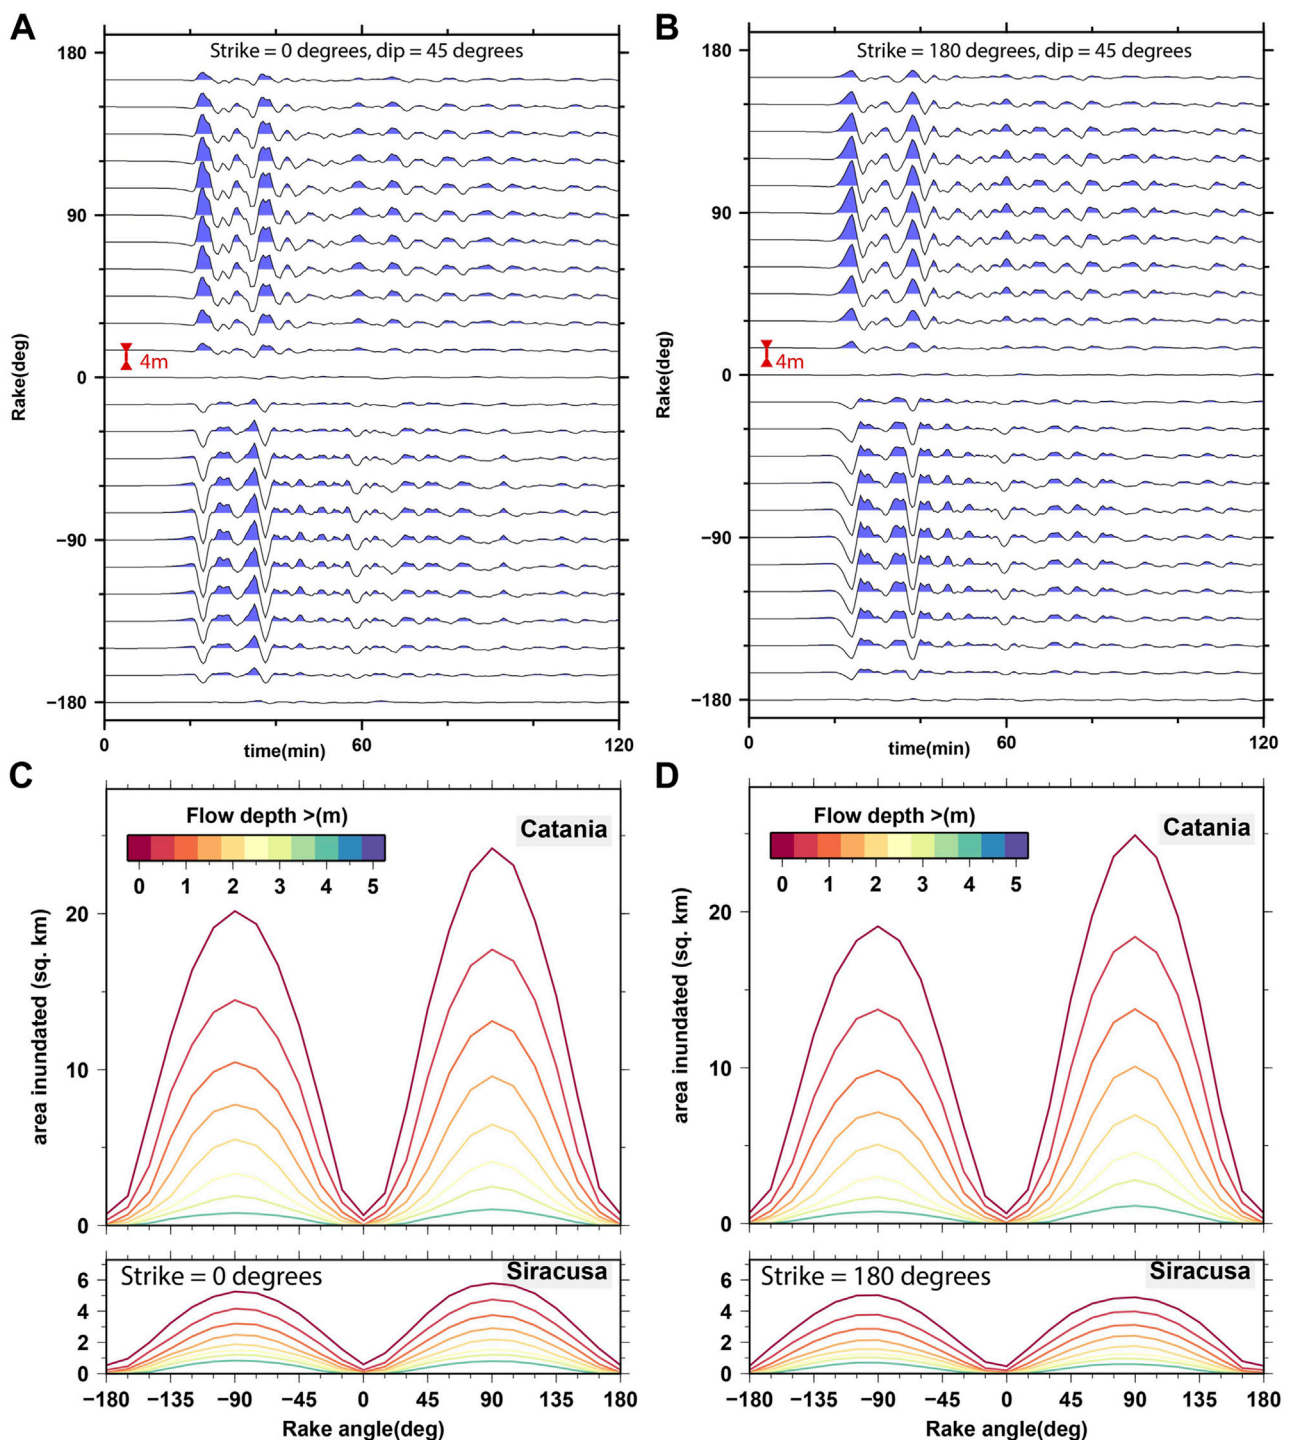 A
Strike = 0 degrees, dip = 45 degrees
180
90
0
−90
−180
Rake(deg)
4m
0
60
120
time(min)
B
Strike = 180 degrees, dip = 45 degrees
180
90
0
−90
−180
Rake(deg)
4m
0
60
120
time(min)
C
Flow depth >(m)
0 1 2 3 4 5
Catania
20
10
0
area inundated (sq. km)
Strike = 0 degrees
Siracusa
6
4
2
0
−180 −135 −90 −45 0 45 90 135 180
Rake angle(deg)
D
Flow depth >(m)
0 1 2 3 4 5
Catania
20
10
0
area inundated (sq. km)
Strike = 180 degrees
Siracusa
6
4
2
0
−180 −135 −90 −45 0 45 90 135 180
Rake angle(deg)